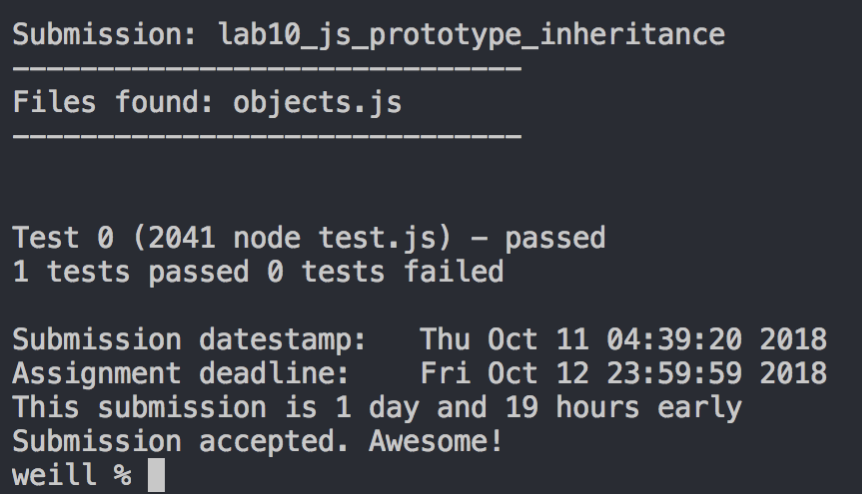 Submission: lab10_js_prototype_inheritance
------------------------------
Files found: objects.js
------------------------------
Test 0 (2041 node test.js) - passed
1 tests passed 0 tests failed
Submission datestamp:   Thu Oct 11 04:39:20 2018
Assignment deadline:    Fri Oct 12 23:59:59 2018
This submission is 1 day and 19 hours early
Submission accepted. Awesome!
weill %